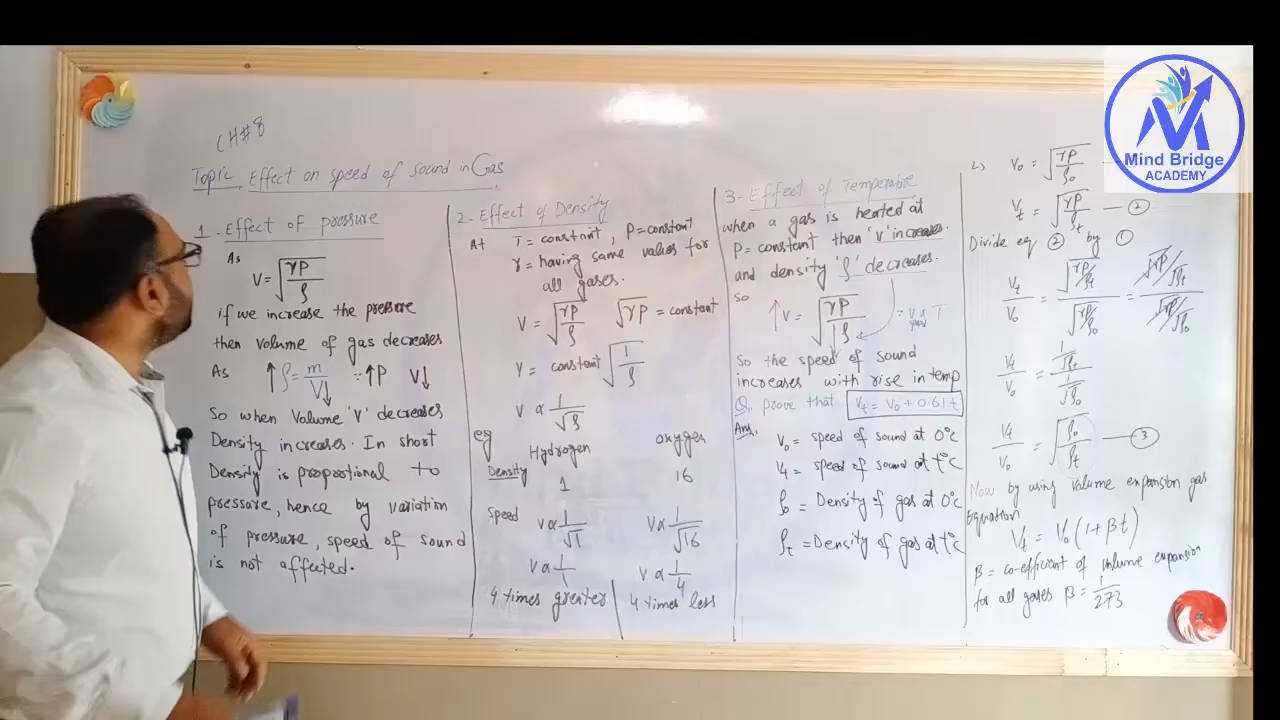 CH#8
Topic Effect on speed of sound in Gas
1 - Effect of pressure
As
V = √(γP/ρ)
if we increase the pressure
then volume of gas decreases
As ↑ρ = m/V↓ ∵ ↑P V↓
So when Volume 'V' decreases
Density increases. In short
Density is proportional to
pressure, hence by variation
of pressure, speed of sound
is not affected.
2 - Effect of Density
At T = constant, P = constant
γ = having same values for
all gases.
V = √(γP/ρ) √γP = constant
V = constant √(1/ρ)
V ∝ 1/√ρ
eg Hydrogen oxygen
Density 1 16
Speed V ∝ 1/√1 V ∝ 1/√16
V ∝ 1/1 V ∝ 1/4
4 times greater 4 times less
3 - Effect of Temperature
when a gas is heated at
P = constant then 'V' increases.
and density 'ρ' decreases.
so
↑V = √(γP/ρ↓)
So the speed of sound
increases with rise in temp
Q. prove that Vt = V0 + 0.61t
Ans.
V0 = speed of sound at 0°c
Vt = speed of sound at t°c
ρ0 = Density of gas at 0°c
ρt = Density of gas at t°c
V0 = √(γP/ρ0)
Vt = √(γP/ρt) — ②
Divide eq ② by ①
Vt/V0 = √(γP/ρt) / √(γP/ρ0) = (√γP/√ρt) / (√γP/√ρ0)
Vt/V0 = (1/√ρt) / (1/√ρ0)
Vt/V0 = √(ρ0/ρt) — ③
Now by using volume expansion gas
Equation
Vt = V0 (1 + βt)
β = co-efficient of volume expansion
for all gases β = 1/273
Mind Bridge
ACADEMY